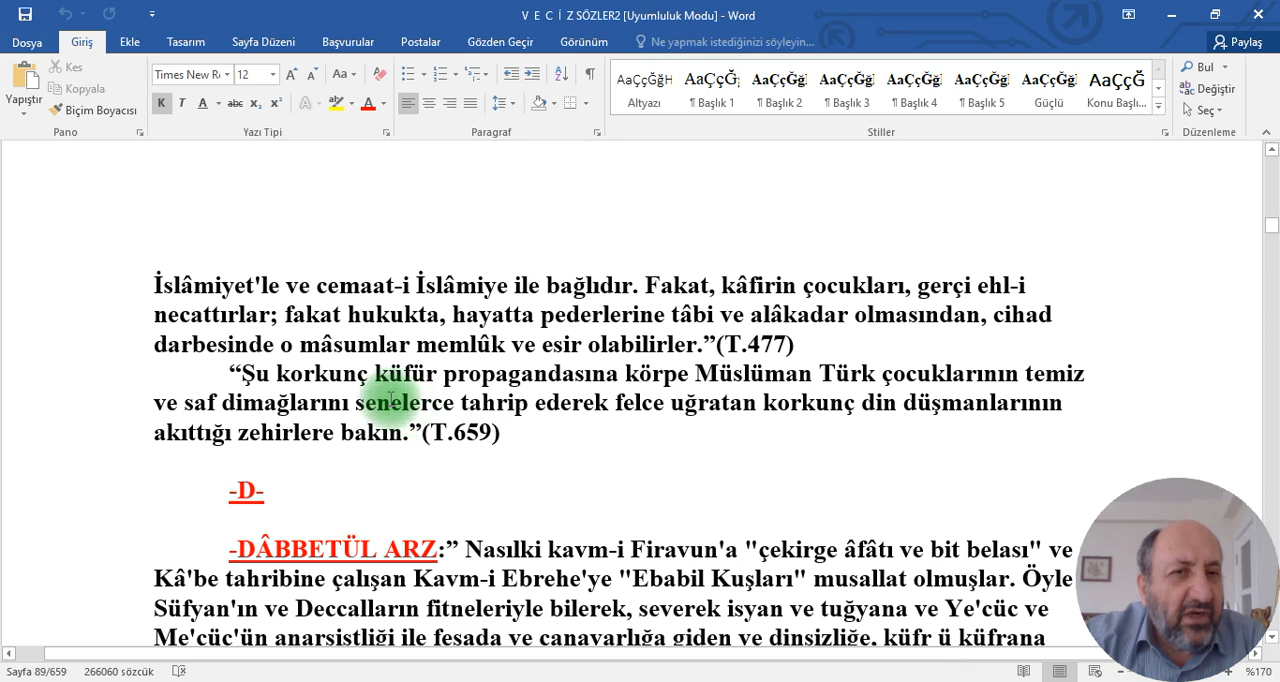 V E C İ Z SÖZLER2 [Uyumluluk Modu] - Word
Dosya Giriş Ekle Tasarım Sayfa Düzeni Başvurular Postalar Gözden Geçir Görünüm Ne yapmak istediğinizi söyleyin... Paylaş
Yapıştır
Kes
Kopyala
Biçim Boyacısı
Pano
Times New Ro 12
Aa
K T A abc x₂ x²
Yazı Tipi
Paragraf
AaÇçĞğH AaÇçĞ AaÇçĞğ AaÇçĞğ AaÇçĞğ AaÇçĞğ AaÇçĞğ AaÇçĞ
Altyazı ¶ Başlık 1 ¶ Başlık 2 ¶ Başlık 3 ¶ Başlık 4 ¶ Başlık 5 Güçlü Konu Başlı...
Stiller
Bul
Değiştir
Seç
Düzenleme
İslâmiyet'le ve cemaat-i İslâmiye ile bağlıdır. Fakat, kâfirin çocukları, gerçi ehl-i
necattırlar; fakat hukukta, hayatta pederlerine tâbi ve alâkadar olmasından, cihad
darbesinde o mâsumlar memlûk ve esir olabilirler.”(T.477)
“Şu korkunç küfür propagandasına körpe Müslüman Türk çocuklarının temiz
ve saf dimağlarını senelerce tahrip ederek felce uğratan korkunç din düşmanlarının
akıttığı zehirlere bakın.”(T.659)
-D-
-DÂBBETÜL ARZ:” Nasılki kavm-i Firavun'a "çekirge âfâtı ve bit belası" ve
Kâ'be tahribine çalışan Kavm-i Ebrehe'ye "Ebabil Kuşları" musallat olmuşlar. Öyle
Süfyan'ın ve Deccalların fitneleriyle bilerek, severek isyan ve tuğyana ve Ye'cüc ve
Me'cüc'ün anarşistliği ile fesada ve canavarlığa giden ve dinsizliğe, küfr ü küfrana
Sayfa 89/659 266060 sözcük %170